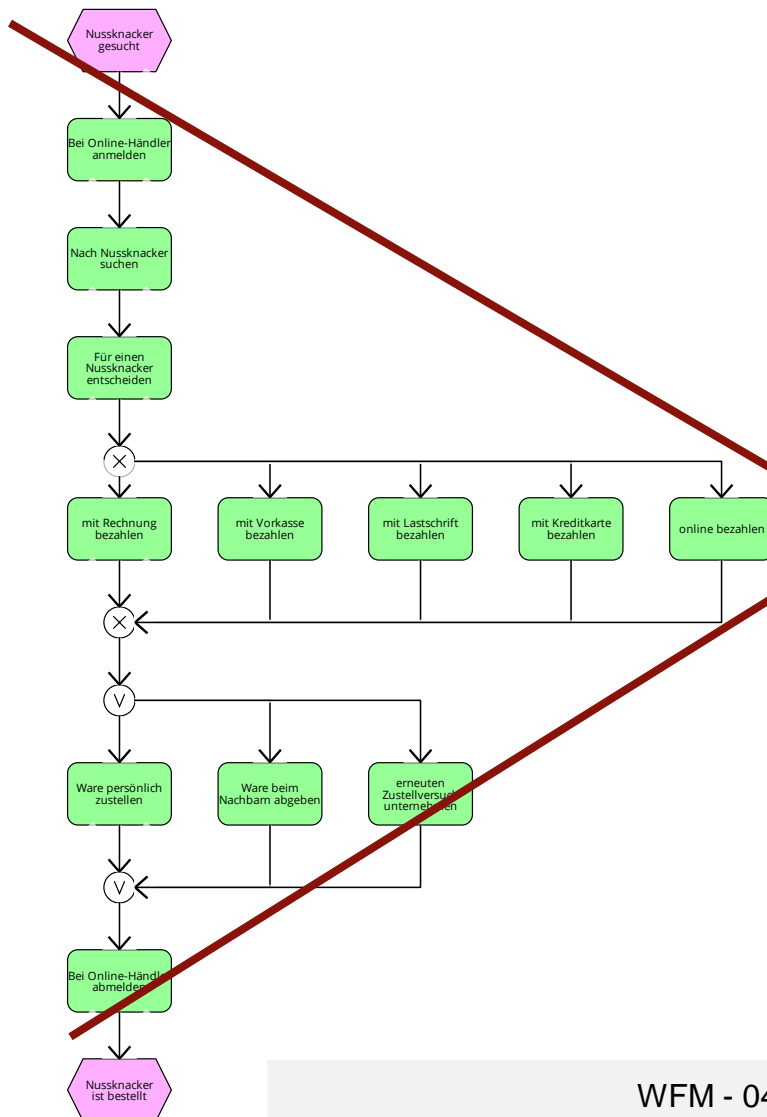 Nussknacker
gesucht
Bei Online-Händler
anmelden
Nach Nussknacker
suchen
Für einen
Nussknacker
entscheiden
mit Rechnung
bezahlen
mit Vorkasse
bezahlen
mit Lastschrift
bezahlen
mit Kreditkarte
bezahlen
online bezahlen
V
Ware persönlich
zustellen
Ware beim
Nachbarn abgeben
erneuten
Zustellversuch
unternehmen
V
Bei Online-Händler
abmelden
Nussknacker
ist bestellt
WFM - 04